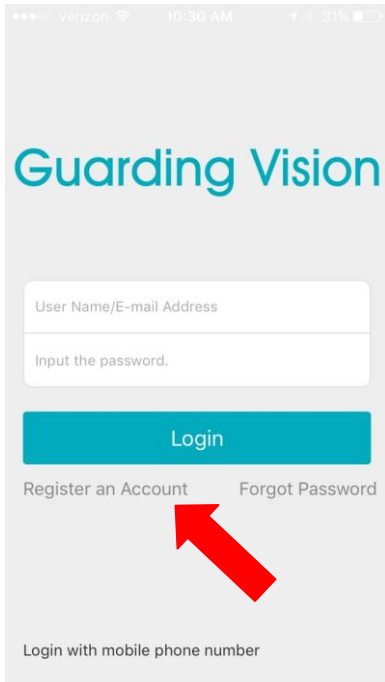 Verizon 10:30 AM 31%
Guarding Vision
User Name/E-mail Address
Input the password.
Login
Register an Account Forgot Password
Login with mobile phone number